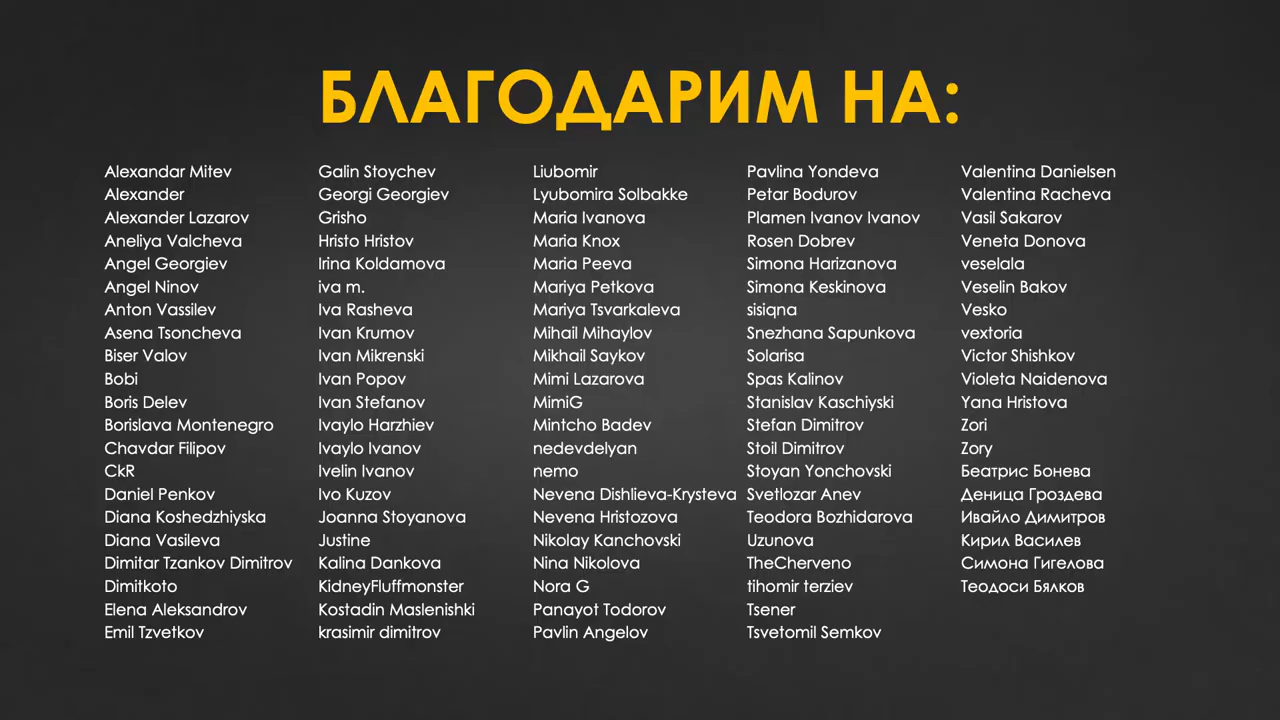 БЛАГОДАРИМ НА:
Alexandar Mitev
Alexander
Alexander Lazarov
Aneliya Valcheva
Angel Georgiev
Angel Ninov
Anton Vassilev
Asena Tsoncheva
Biser Valov
Bobi
Boris Delev
Borislava Montenegro
Chavdar Filipov
CkR
Daniel Penkov
Diana Koshedzhiyska
Diana Vasileva
Dimitar Tzankov Dimitrov
Dimitkoto
Elena Aleksandrov
Emil Tzvetkov
Galin Stoychev
Georgi Georgiev
Grisho
Hristo Hristov
Irina Koldamova
iva m.
Iva Rasheva
Ivan Krumov
Ivan Mikrenski
Ivan Popov
Ivan Stefanov
Ivaylo Harzhiev
Ivaylo Ivanov
Ivelin Ivanov
Ivo Kuzov
Joanna Stoyanova
Justine
Kalina Dankova
KidneyFluffmonster
Kostadin Maslenishki
krasimir dimitrov
Liubomir
Lyubomira Solbakke
Maria Ivanova
Maria Knox
Maria Peeva
Mariya Petkova
Mariya Tsvarkaleva
Mihail Mihaylov
Mikhail Saykov
Mimi Lazarova
MimiG
Mintcho Badev
nedevdelyan
nemo
Nevena Dishlieva-Krysteva
Nevena Hristozova
Nikolay Kanchovski
Nina Nikolova
Nora G
Panayot Todorov
Pavlin Angelov
Pavlina Yondeva
Petar Bodurov
Plamen Ivanov Ivanov
Rosen Dobrev
Simona Harizanova
Simona Keskinova
sisiqna
Snezhana Sapunkova
Solarisa
Spas Kalinov
Stanislav Kaschiyski
Stefan Dimitrov
Stoil Dimitrov
Stoyan Yonchovski
Svetlozar Anev
Teodora Bozhidarova
Uzunova
TheCherveno
tihomir terziev
Tsener
Tsvetomil Semkov
Valentina Danielsen
Valentina Racheva
Vasil Sakarov
Veneta Donova
veselala
Veselin Bakov
Vesko
vextoria
Victor Shishkov
Violeta Naidenova
Yana Hristova
Zori
Zory
Беатрис Бонева
Деница Гроздева
Ивайло Димитров
Кирил Василев
Симона Гигелова
Теодоси Бялков